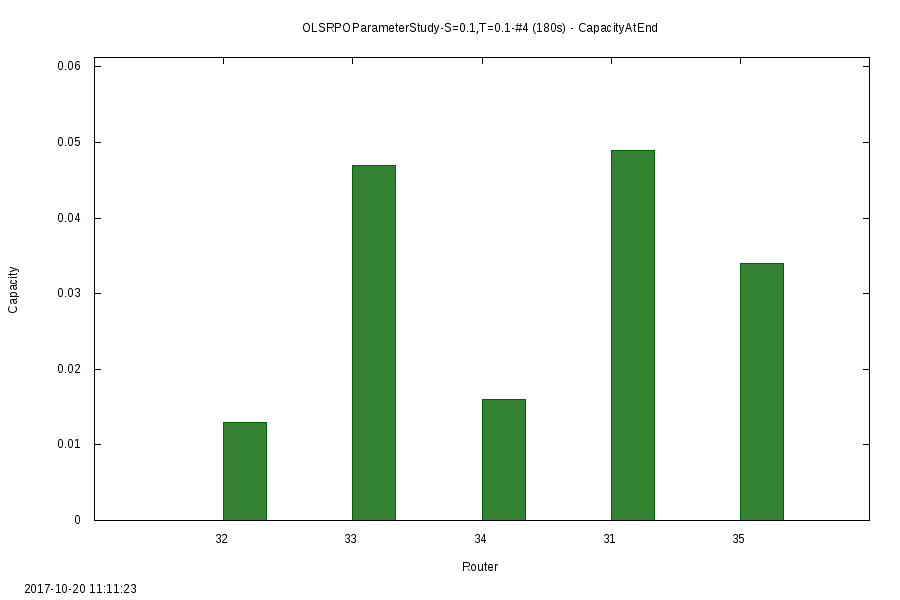 OLSRPOParameterStudy-S=0.1,T=0.1-#4 (180s) - CapacityAtEnd
0.06
0.05
0.04
0.03
0.02
0.01
0
Capacity
32 33 34 31 35
Router
2017-10-20 11:11:23